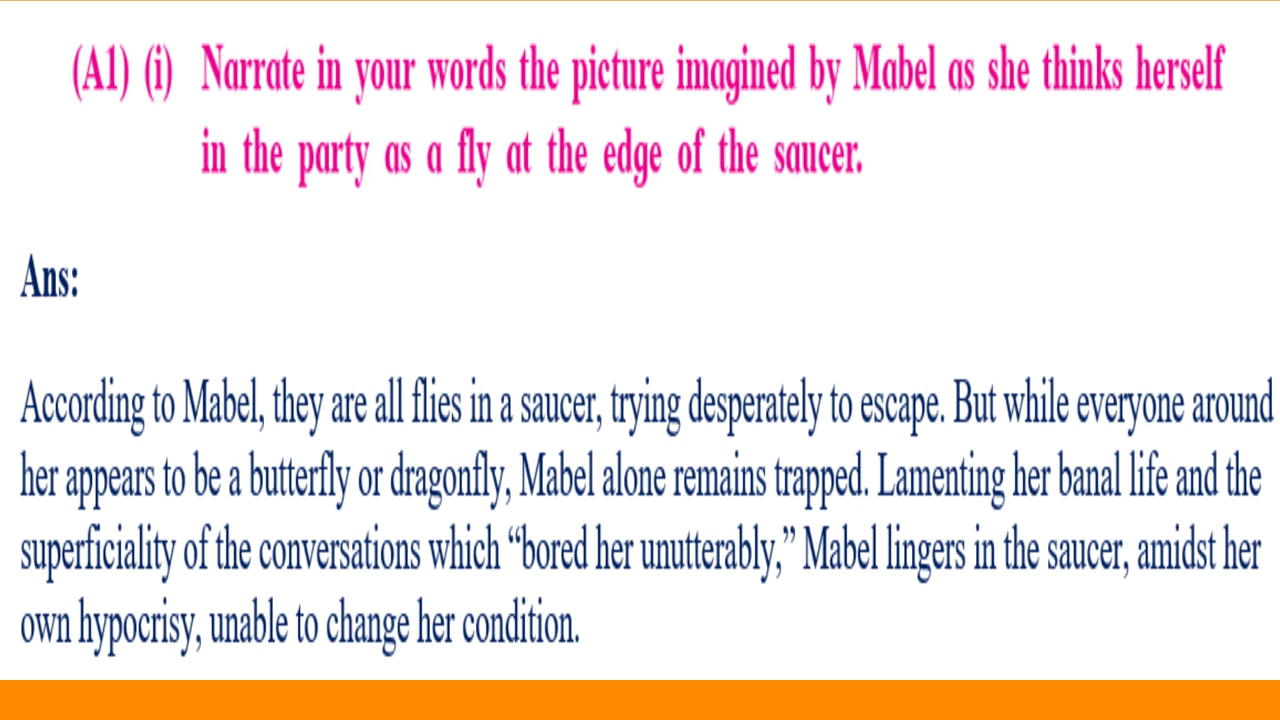 (A1) (i) Narrate in your words the picture imagined by Mabel as she thinks herself
in the party as a fly at the edge of the saucer.
Ans:
According to Mabel, they are all flies in a saucer, trying desperately to escape. But while everyone around
her appears to be a butterfly or dragonfly, Mabel alone remains trapped. Lamenting her banal life and the
superficiality of the conversations which “bored her unutterably,” Mabel lingers in the saucer, amidst her
own hypocrisy, unable to change her condition.